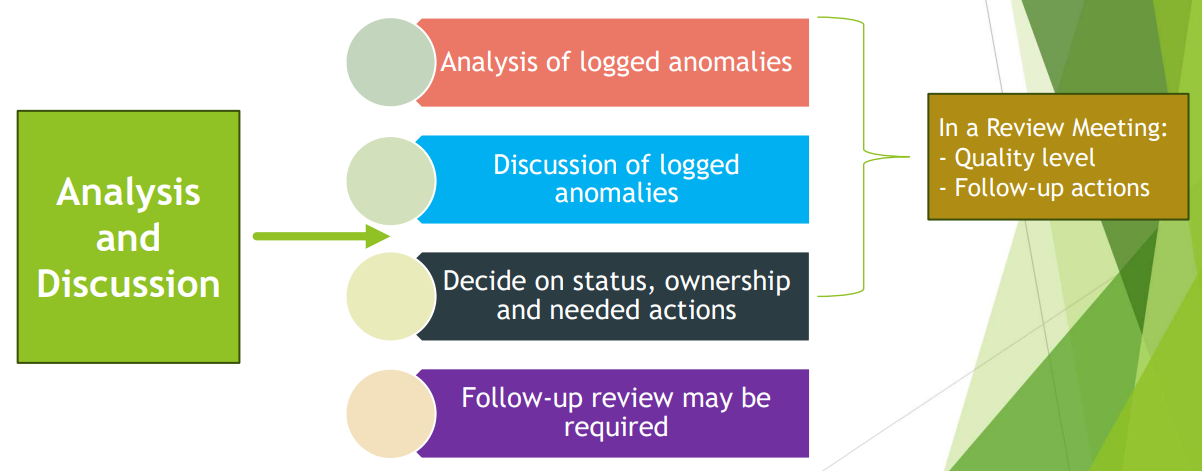 Analysis
and
Discussion
Analysis of logged anomalies
Discussion of logged
anomalies
Decide on status, ownership
and needed actions
Follow-up review may be
required
In a Review Meeting:
- Quality level
- Follow-up actions